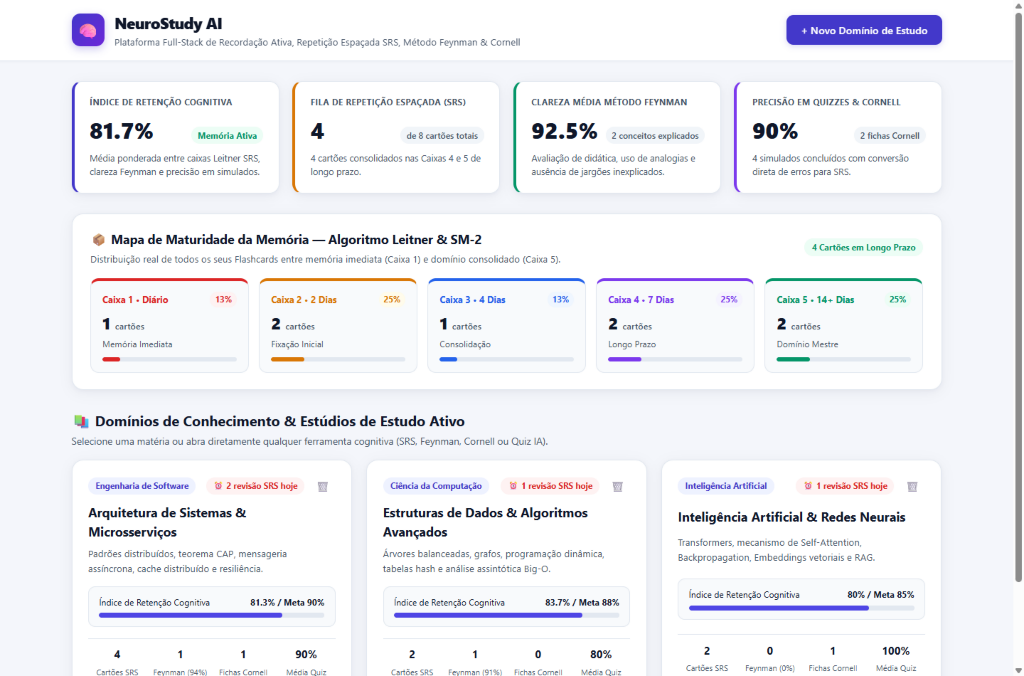 NeuroStudy AI
Plataforma Full-Stack de Recordação Ativa, Repetição Espaçada SRS, Método Feynman & Cornell
+ Novo Domínio de Estudo
ÍNDICE DE RETENÇÃO COGNITIVA
81.7%
Memória Ativa
Média ponderada entre caixas Leitner SRS,
clareza Feynman e precisão em simulados.
FILA DE REPETIÇÃO ESPAÇADA (SRS)
4
de 8 cartões totais
4 cartões consolidados nas Caixas 4 e 5 de
longo prazo.
CLAREZA MÉDIA MÉTODO FEYNMAN
92.5%
2 conceitos explicados
Avaliação de didática, uso de analogias e
ausência de jargões inexplicados.
PRECISÃO EM QUIZZES & CORNELL
90%
2 fichas Cornell
4 simulados concluídos com conversão
direta de erros para SRS.
Mapa de Maturidade da Memória — Algoritmo Leitner & SM-2
Distribuição real de todos os seus Flashcards entre memória imediata (Caixa 1) e domínio consolidado (Caixa 5).
4 Cartões em Longo Prazo
Caixa 1 • Diário
13%
1 cartões
Memória Imediata
Caixa 2 • 2 Dias
25%
2 cartões
Fixação Inicial
Caixa 3 • 4 Dias
13%
1 cartões
Consolidação
Caixa 4 • 7 Dias
25%
2 cartões
Longo Prazo
Caixa 5 • 14+ Dias
25%
2 cartões
Domínio Mestre
Domínios de Conhecimento & Estúdios de Estudo Ativo
Selecione uma matéria ou abra diretamente qualquer ferramenta cognitiva (SRS, Feynman, Cornell ou Quiz IA).
Engenharia de Software
2 revisão SRS hoje
Arquitetura de Sistemas &
Microsserviços
Padrões distribuídos, teorema CAP, mensageria
assíncrona, cache distribuído e resiliência.
Índice de Retenção Cognitiva
81.3% / Meta 90%
4
1
1
90%
Cartões SRS
Feynman (94%)
Fichas Cornell
Média Quiz
Ciência da Computação
1 revisão SRS hoje
Estruturas de Dados & Algoritmos
Avançados
Árvores balanceadas, grafos, programação dinâmica,
tabelas hash e análise assintótica Big-O.
Índice de Retenção Cognitiva
83.7% / Meta 88%
2
1
0
80%
Cartões SRS
Feynman (91%)
Fichas Cornell
Média Quiz
Inteligência Artificial
1 revisão SRS hoje
Inteligência Artificial & Redes Neurais
Transformers, mecanismo de Self-Attention,
Backpropagation, Embeddings vetoriais e RAG.
Índice de Retenção Cognitiva
80% / Meta 85%
2
0
1
100%
Cartões SRS
Feynman (0%)
Fichas Cornell
Média Quiz